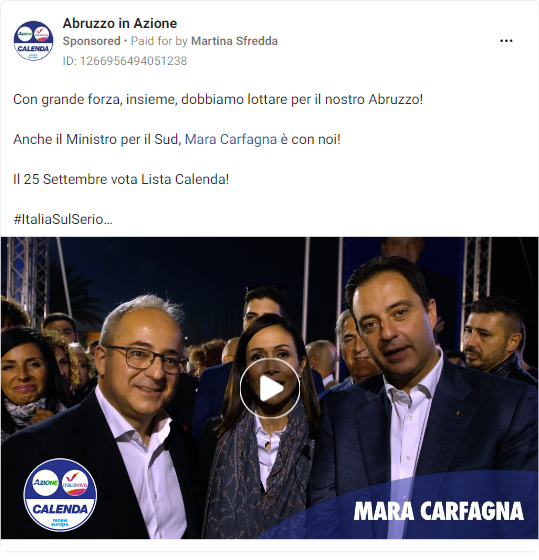 Abruzzo in Azione
Sponsored • Paid for by Martina Sfredda
ID: 1266956494051238
Con grande forza, insieme, dobbiamo lottare per il nostro Abruzzo!
Anche il Ministro per il Sud, Mara Carfagna è con noi!
Il 25 Settembre vota Lista Calenda!
#ItaliaSulSerio...
AZIONE
ITALIA VIVA
CALENDA
renew europe.
MARA CARFAGNA